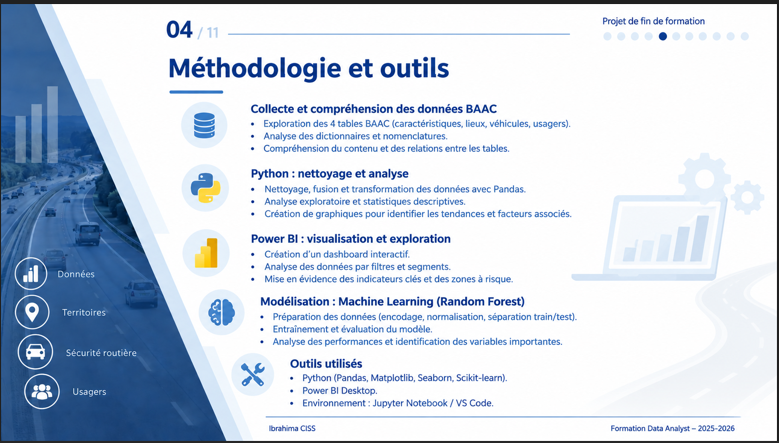 04 / 11
Projet de fin de formation
Méthodologie et outils
Collecte et compréhension des données BAAC
• Exploration des 4 tables BAAC (caractéristiques, lieux, véhicules, usagers).
• Analyse des dictionnaires et nomenclatures.
• Compréhension du contenu et des relations entre les tables.
Python : nettoyage et analyse
• Nettoyage, fusion et transformation des données avec Pandas.
• Analyse exploratoire et statistiques descriptives.
• Création de graphiques pour identifier les tendances et facteurs associés.
Power BI : visualisation et exploration
• Création d'un dashboard interactif.
• Analyse des données par filtres et segments.
• Mise en évidence des indicateurs clés et des zones à risque.
Modélisation : Machine Learning (Random Forest)
• Préparation des données (encodage, normalisation, séparation train/test).
• Entraînement et évaluation du modèle.
• Analyse des performances et identification des variables importantes.
Outils utilisés
• Python (Pandas, Matplotlib, Seaborn, Scikit-learn).
• Power BI Desktop.
• Environnement : Jupyter Notebook / VS Code.
Données
Territoires
Sécurité routière
Usagers
Ibrahima CISS
Formation Data Analyst – 2025-2026